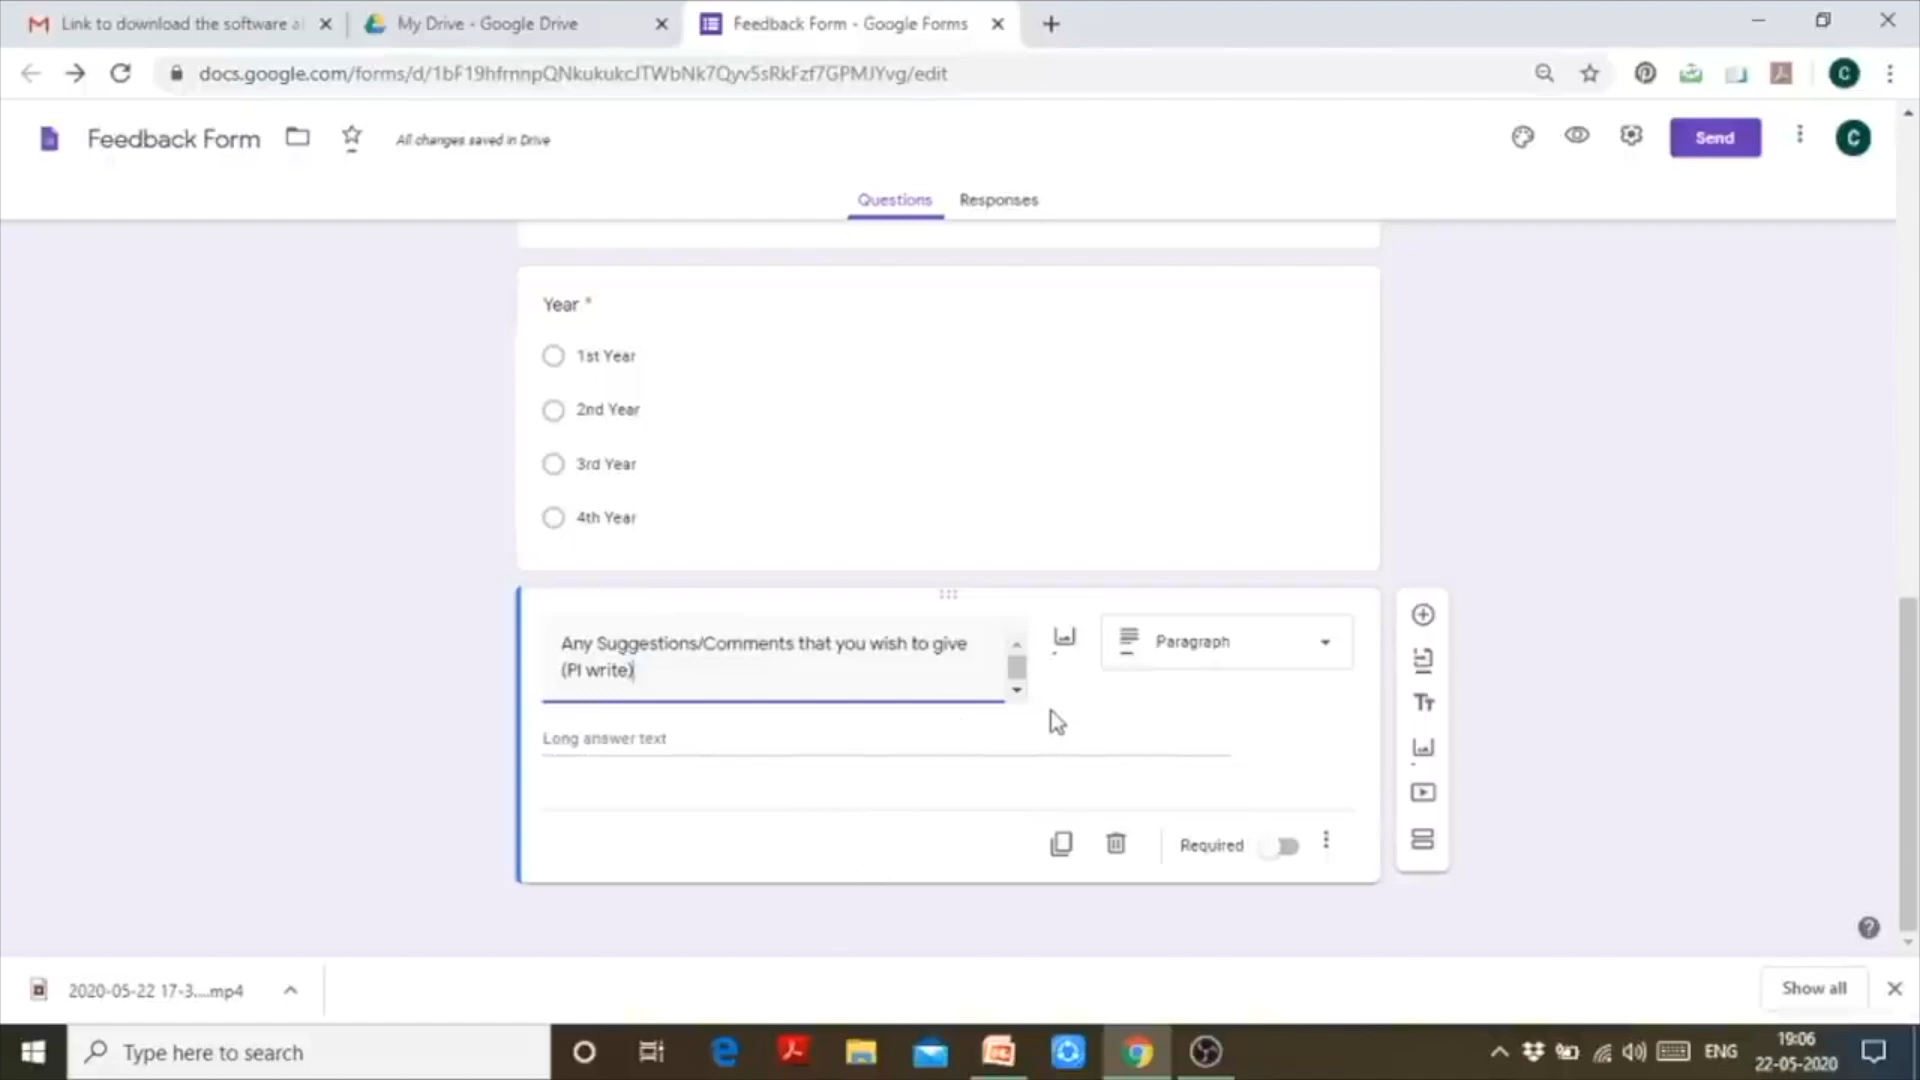 Link to download the software a
My Drive - Google Drive
Feedback Form - Google Forms
docs.google.com/forms/d/1bF19hfrnnpQNkukukcJTWbNk7Qyv5sRkFzf7GPMJYvg/edit
C
Feedback Form
All changes saved in Drive
Send
C
Questions
Responses
Year *
1st Year
2nd Year
3rd Year
4th Year
Any Suggestions/Comments that you wish to give
(Pl write)
Paragraph
Long answer text
Required
2020-05-22 17-3....mp4
Show all
Type here to search
ENG
19:06
22-05-2020